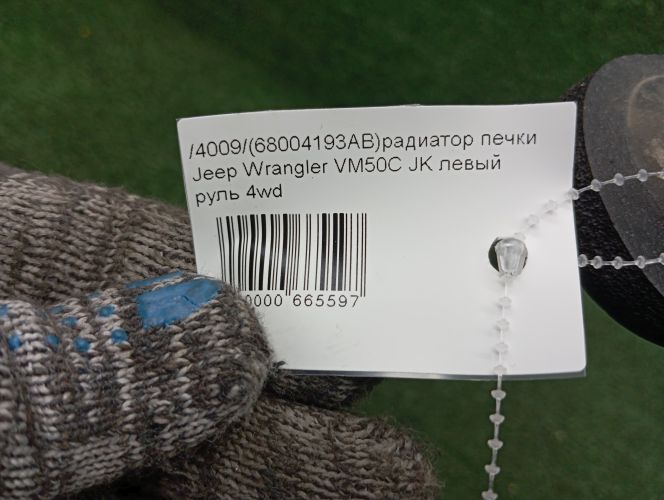 /4009/(68004193AB)радиатор печки
Jeep Wrangler VM50C JK левый
руль 4wd
0000 665597